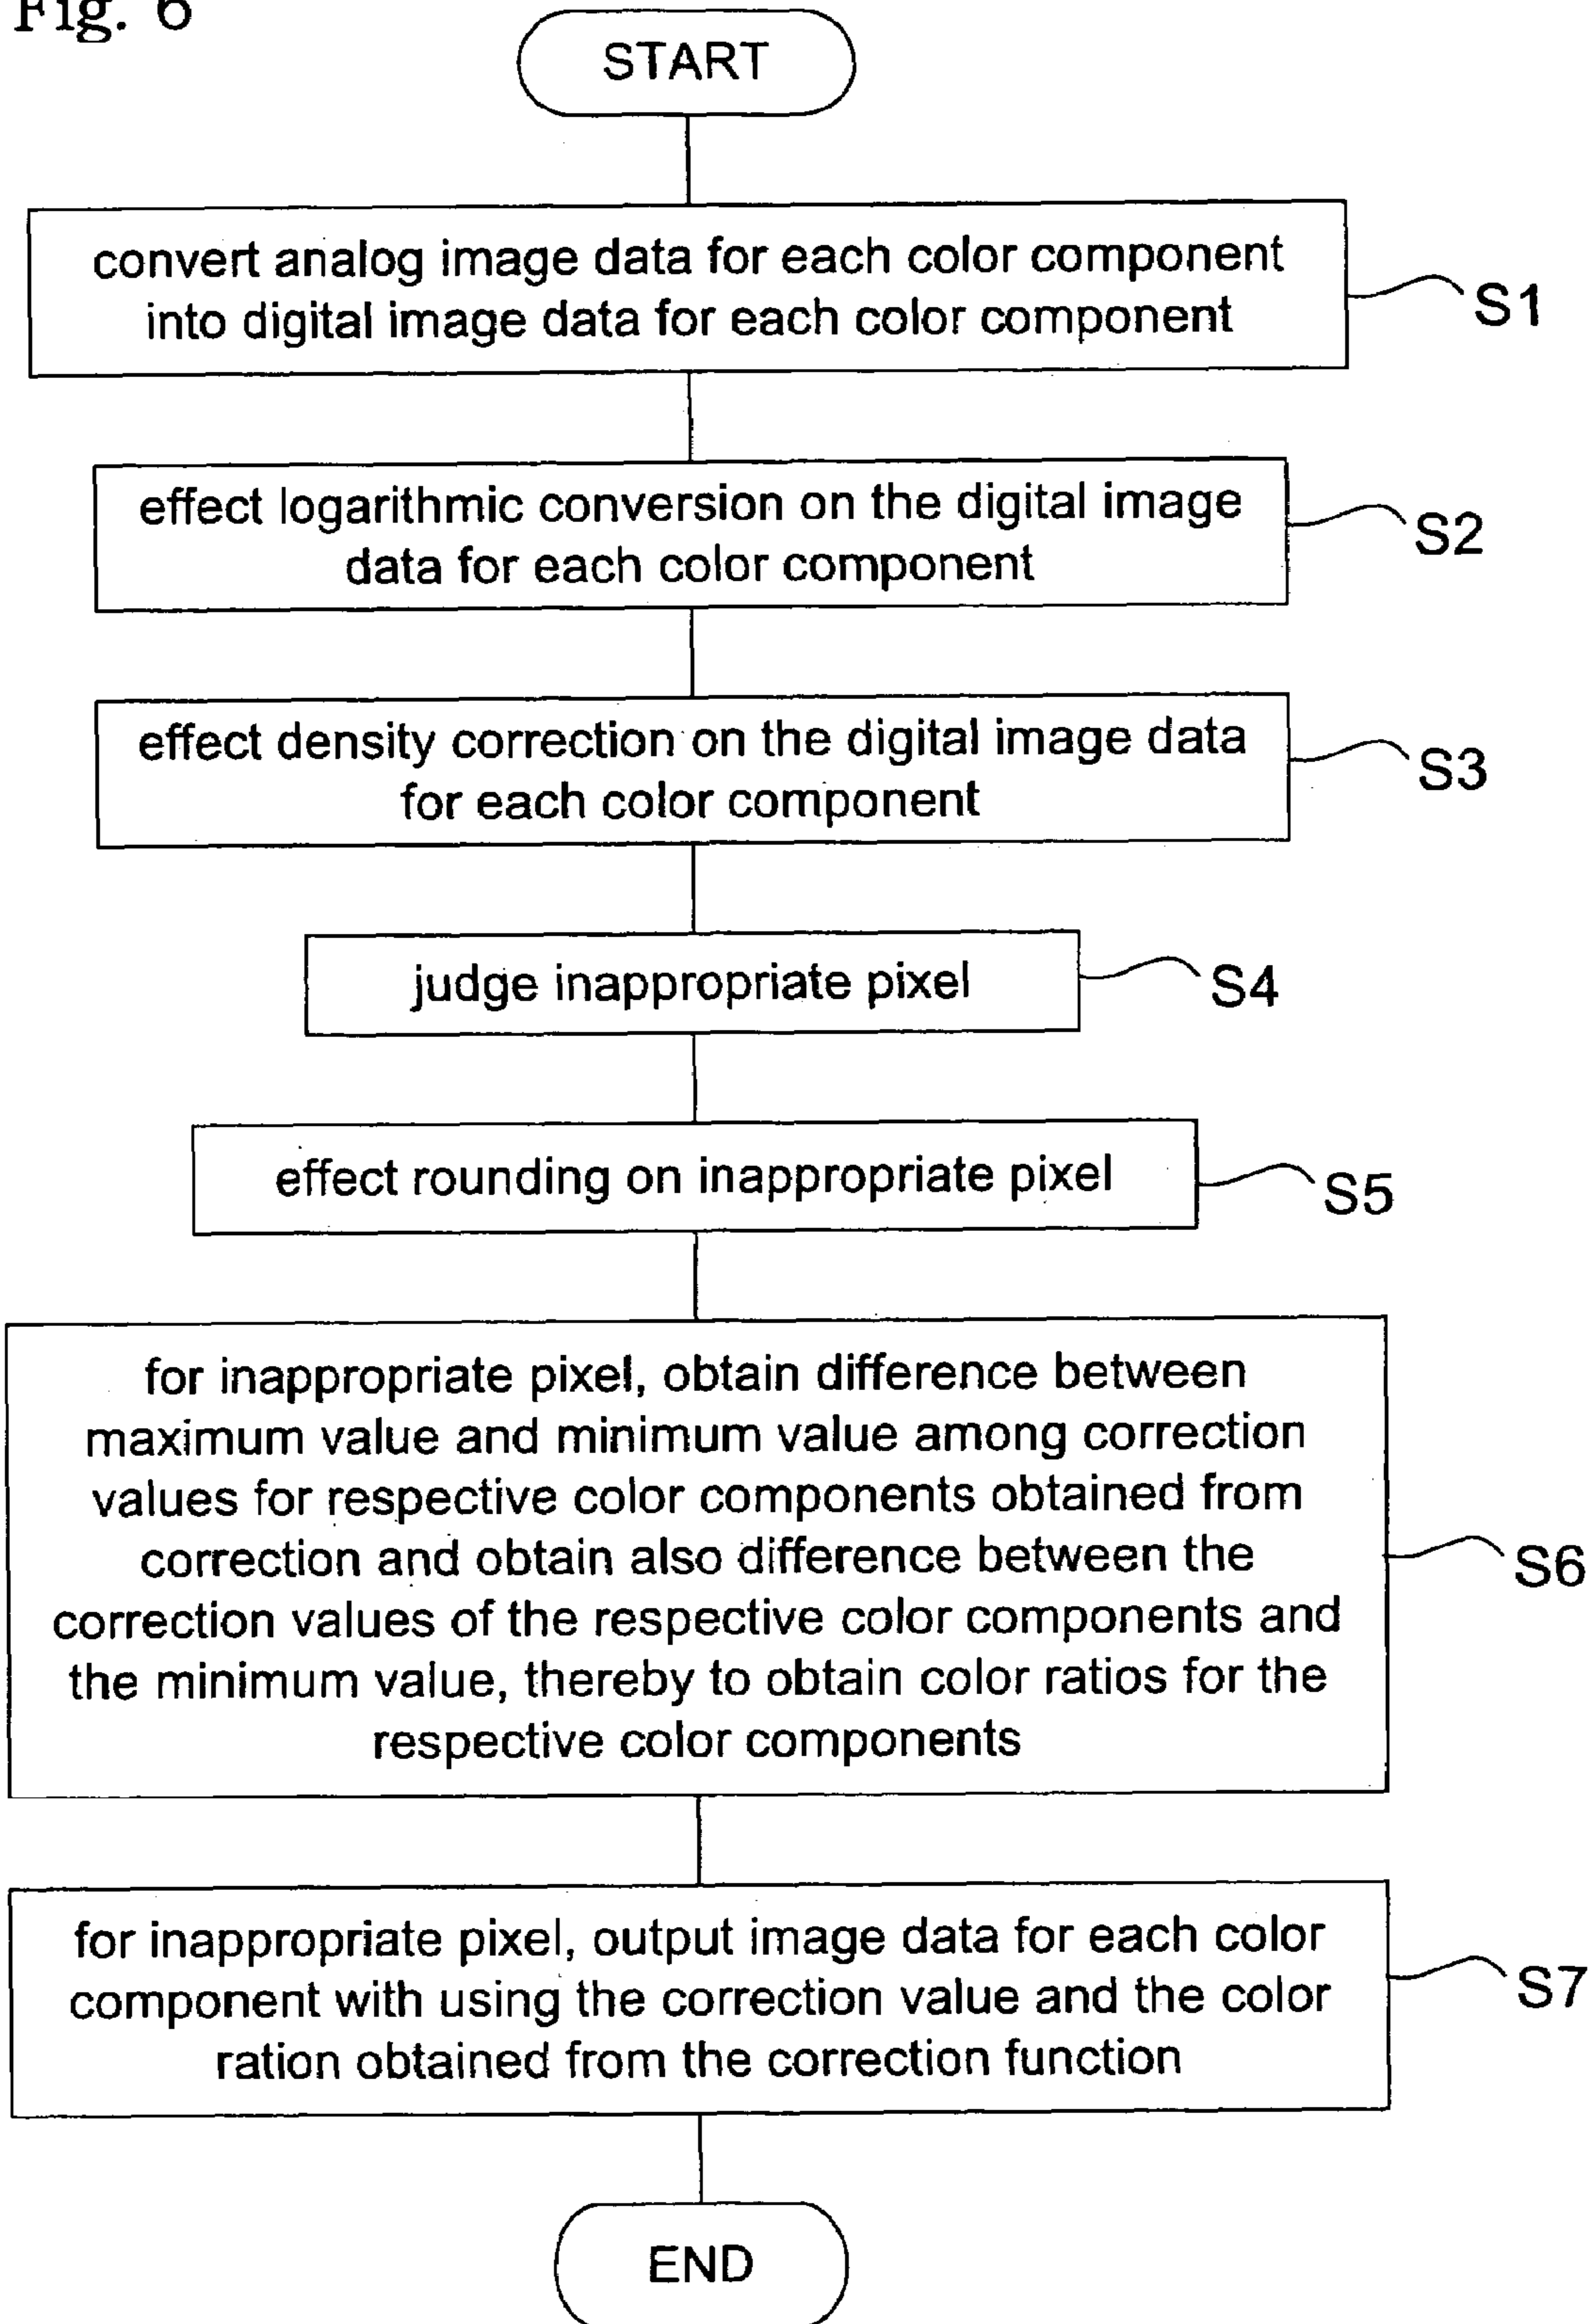 Fig. 6
START
convert analog image data for each color component
into digital image data for each color component
S1
effect logarithmic conversion on the digital image
data for each color component
S2
effect density correction on the digital image data
for each color component
S3
judge inappropriate pixel
S4
effect rounding on inappropriate pixel
S5
for inappropriate pixel, obtain difference between
maximum value and minimum value among correction
values for respective color components obtained from
correction and obtain also difference between the
correction values of the respective color components and
the minimum value, thereby to obtain color ratios for the
respective color components
S6
for inappropriate pixel, output image data for each color
component with using the correction value and the color
ration obtained from the correction function
S7
END